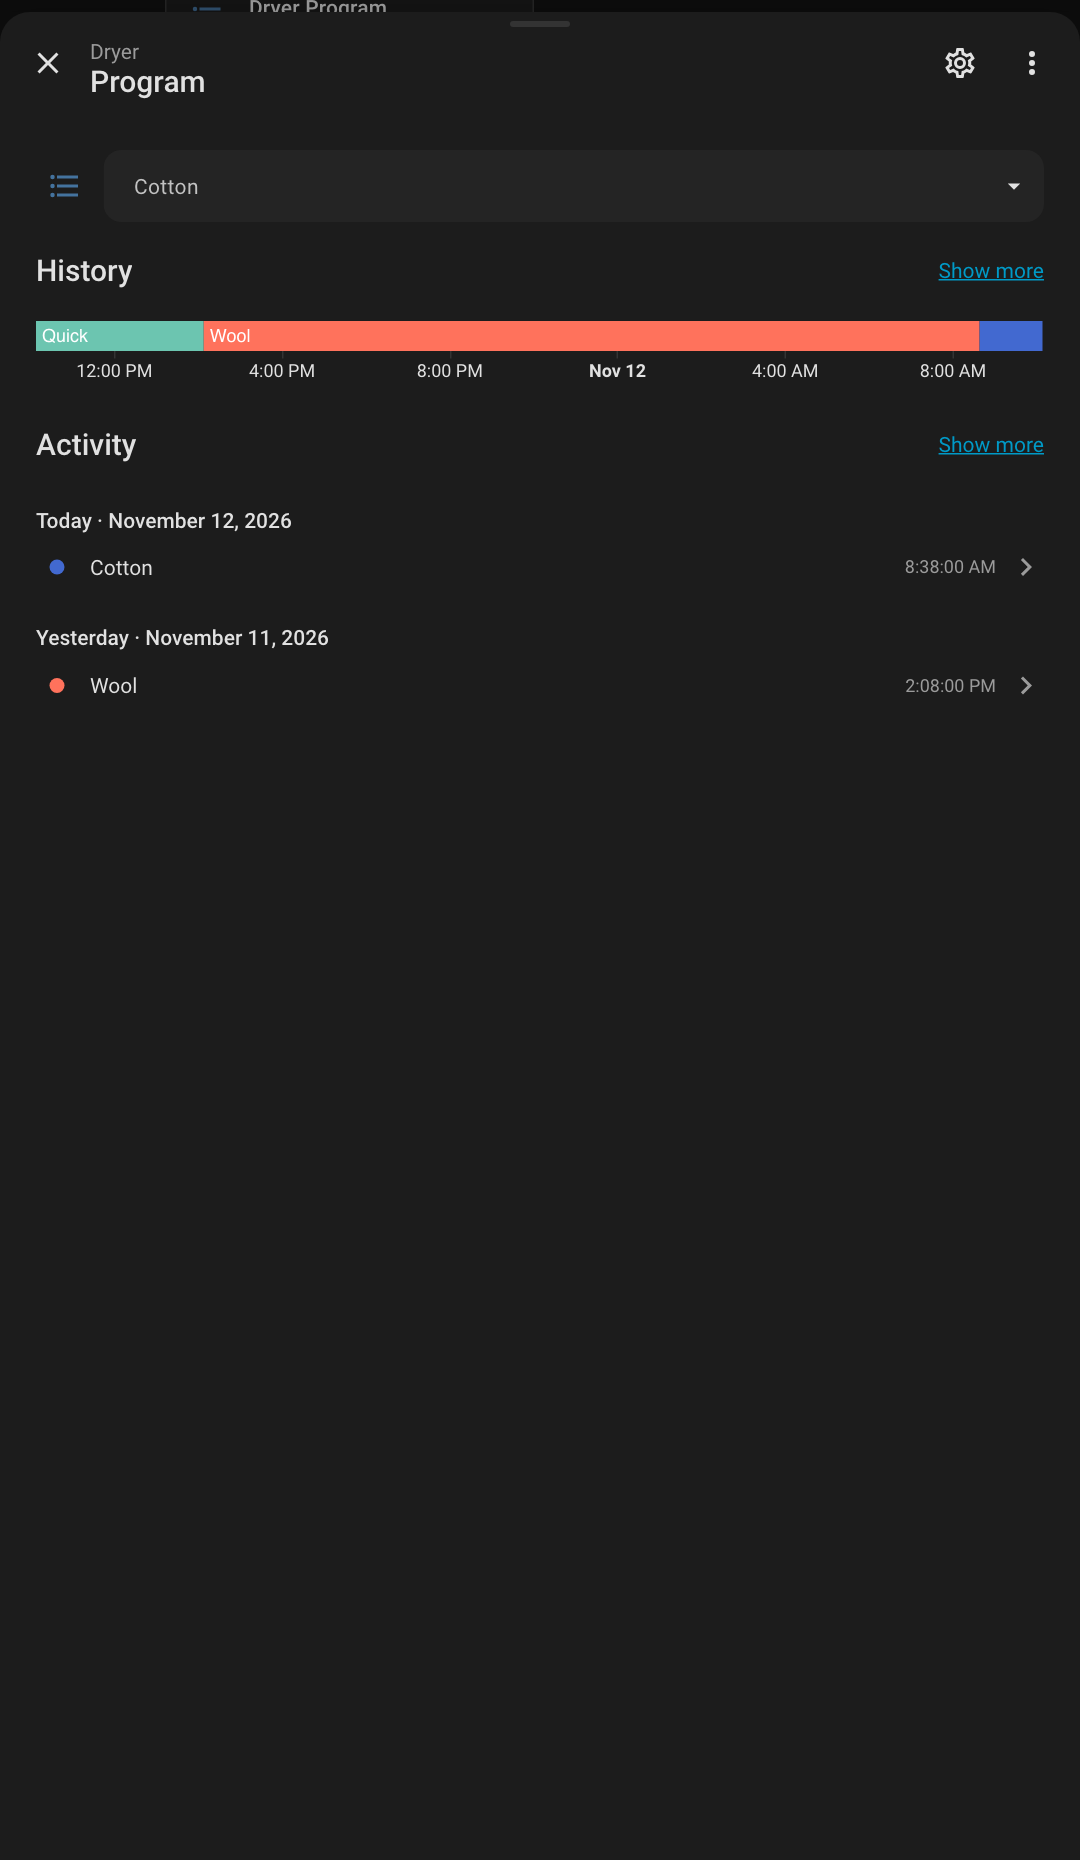 Dryer Program
Dryer
Program
Cotton
History
Show more
Quick
Wool
12:00 PM
4:00 PM
8:00 PM
Nov 12
4:00 AM
8:00 AM
Activity
Show more
Today · November 12, 2026
Cotton
8:38:00 AM
Yesterday · November 11, 2026
Wool
2:08:00 PM